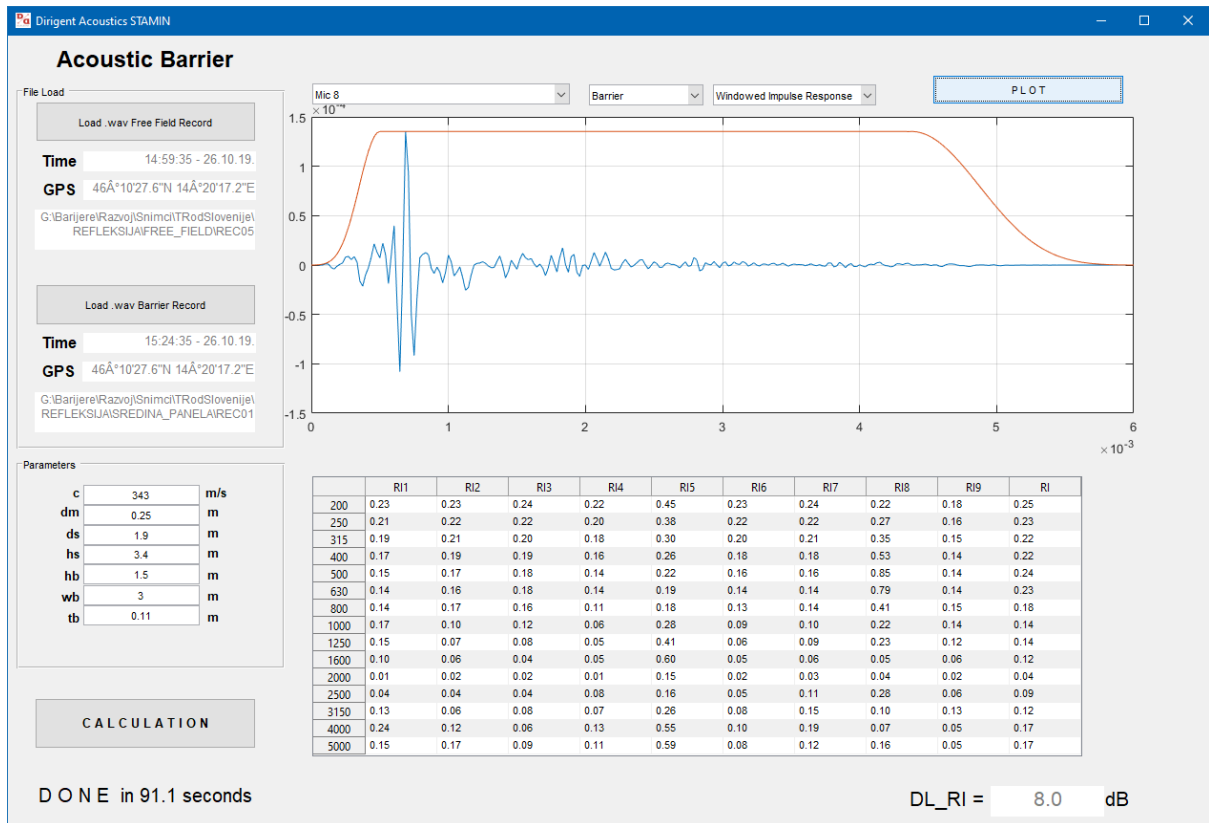 Dirigent Acoustics STAMIN
Acoustic Barrier
File Load
Load .wav Free Field Record
Time 14:59:35 - 26.10.19.
GPS 46Â°10'27.6"N 14Â°20'17.2"E
G:\Barijere\Razvoj\Snimci\TRodSlovenije\
REFLEKSIJA\FREE_FIELD\REC05
Load .wav Barrier Record
Time 15:24:35 - 26.10.19.
GPS 46Â°10'27.6"N 14Â°20'17.2"E
G:\Barijere\Razvoj\Snimci\TRodSlovenije\
REFLEKSIJA\SREDINA_PANELA\REC01
Parameters
c 343 m/s
dm 0.25 m
ds 1.9 m
hs 3.4 m
hb 1.5 m
wb 3 m
tb 0.11 m
CALCULATION
DONE in 91.1 seconds
Mic 8 Barrier Windowed Impulse Response PLOT
×10-4
1.5
1
0.5
0
-0.5
-1
-1.5
0 1 2 3 4 5 6
×10-3
RI1 RI2 RI3 RI4 RI5 RI6 RI7 RI8 RI9 RI
200 0.23 0.23 0.24 0.22 0.45 0.23 0.24 0.22 0.18 0.25
250 0.21 0.22 0.22 0.20 0.38 0.22 0.22 0.27 0.16 0.23
315 0.19 0.21 0.20 0.18 0.30 0.20 0.21 0.35 0.15 0.22
400 0.17 0.19 0.19 0.16 0.26 0.18 0.18 0.53 0.14 0.22
500 0.15 0.17 0.18 0.14 0.22 0.16 0.16 0.85 0.14 0.24
630 0.14 0.16 0.18 0.14 0.19 0.14 0.14 0.79 0.14 0.23
800 0.14 0.17 0.16 0.11 0.18 0.13 0.14 0.41 0.15 0.18
1000 0.17 0.10 0.12 0.06 0.28 0.09 0.10 0.22 0.14 0.14
1250 0.15 0.07 0.08 0.05 0.41 0.06 0.09 0.23 0.12 0.14
1600 0.10 0.06 0.04 0.05 0.60 0.05 0.06 0.05 0.06 0.12
2000 0.01 0.02 0.02 0.01 0.15 0.02 0.03 0.04 0.02 0.04
2500 0.04 0.04 0.04 0.08 0.16 0.05 0.11 0.28 0.06 0.09
3150 0.13 0.06 0.08 0.07 0.26 0.08 0.15 0.10 0.13 0.12
4000 0.24 0.12 0.06 0.13 0.55 0.10 0.19 0.07 0.05 0.17
5000 0.15 0.17 0.09 0.11 0.59 0.08 0.12 0.16 0.05 0.17
DL_RI = 8.0 dB